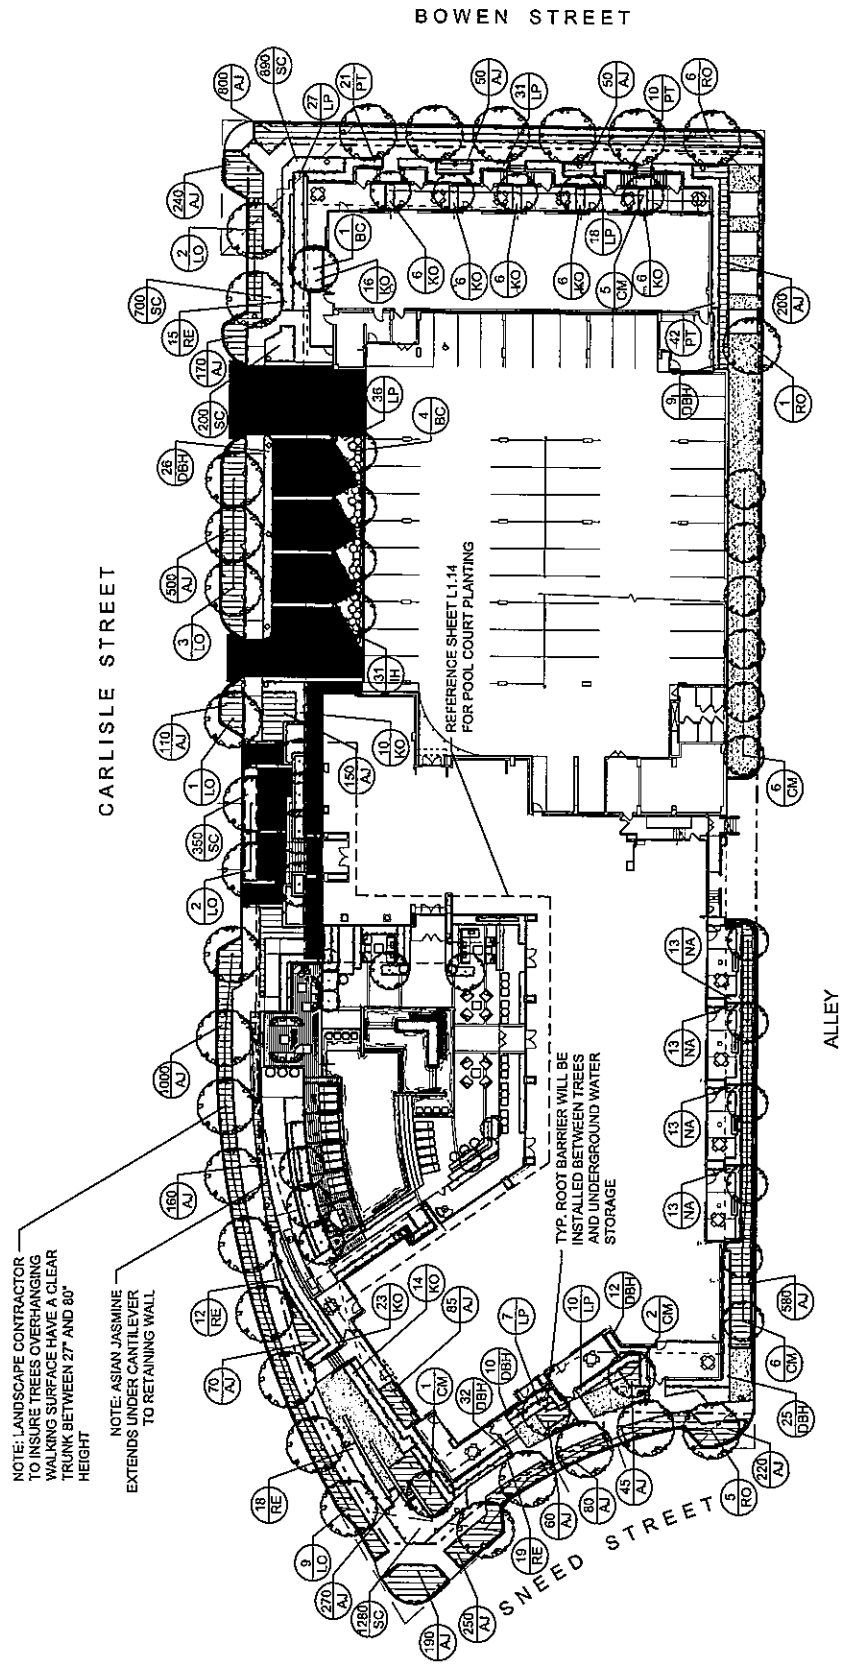 BOWEN STREET
800
AJ
890
SC
27
LP
21
PT
50
AJ
31
LP
50
AJ
10
PT
6
RO
240
AJ
2
LO
700
SC
15
RE
170
AJ
200
SC
1
BC
16
KO
6
KO
6
KO
6
KO
6
KO
18
LP
5
CM
6
KO
200
AJ
42
PT
9
DBH
1
RO
36
LP
4
BC
26
DBH
500
AJ
3
LO
CARLISLE STREET
31
IH
REFERENCE SHEET L1.14
FOR POOL COURT PLANTING
110
AJ
1
LO
10
KO
150
AJ
350
SC
2
LO
6
CM
ALLEY
13
NA
13
NA
13
NA
13
NA
1000
AJ
160
AJ
NOTE: LANDSCAPE CONTRACTOR
TO INSURE TREES OVERHANGING
WALKING SURFACE HAVE A CLEAR
TRUNK BETWEEN 27" AND 80"
HEIGHT
NOTE: ASIAN JASMINE
EXTENDS UNDER CANTILEVER
TO RETAINING WALL
TYP. ROOT BARRIER WILL BE
INSTALLED BETWEEN TREES
AND UNDERGROUND WATER
STORAGE
12
RE
70
AJ
23
KO
14
KO
85
AJ
1
CM
32
DBH
10
DBH
7
LP
10
LP
12
DBH
2
CM
580
AJ
6
CM
25
DBH
220
AJ
5
RO
45
AJ
60
AJ
19
RE
18
RE
9
LO
270
AJ
1280
SC
190
AJ
250
AJ
SNEED STREET